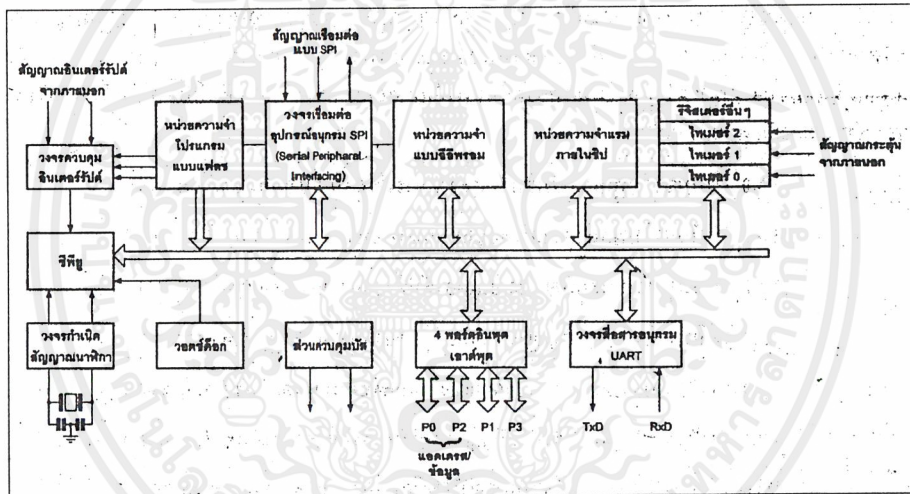 สัญญาณเชื่อมต่อ
แบบ SPI
สัญญาณอินเตอร์รัปต์
จากภายนอก
หน่วยความจำ
โปรแกรม
แบบแฟลช
วงจรเชื่อมต่อ
อุปกรณ์อนุกรม SPI
(Serial Peripharal
Interfacing)
หน่วยความจำ
แบบอีอีพรอม
หน่วยความจำแรม
ภายในชิป
รีจิสเตอร์อื่นๆ
ไทเมอร์ 2
ไทเมอร์ 1
ไทเมอร์ 0
สัญญาณกระตุ้น
จากภายนอก
วงจรควบคุม
อินเตอร์รัปต์
ซีพียู
วงจรกำเนิด
สัญญาณนาฬิกา
วอตช์ด็อก
ส่วนควบคุมบัส
4 พอร์ตอินพุต
เอาต์พุต
วงจรสื่อสารอนุกรม
UART
P0 P2 P1 P3
TxD RxD
แอดเดรส/
ข้อมูล